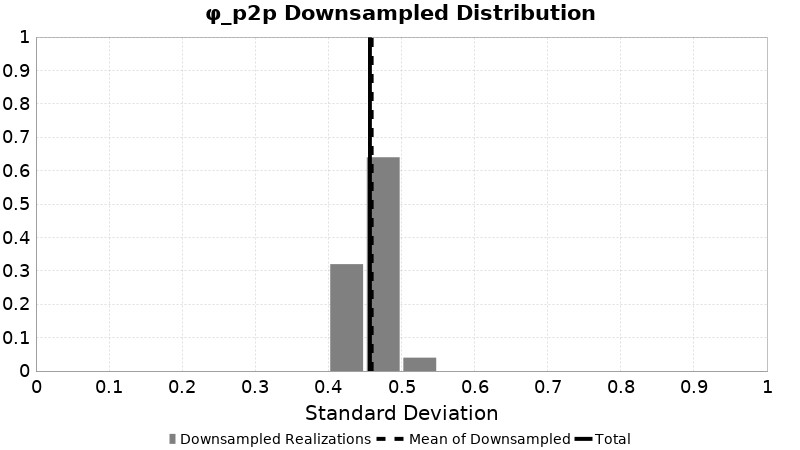 φ_p2p Downsampled Distribution
1
0.9
0.8
0.7
0.6
0.5
0.4
0.3
0.2
0.1
0
0 0.1 0.2 0.3 0.4 0.5 0.6 0.7 0.8 0.9 1
Standard Deviation
Downsampled Realizations Mean of Downsampled Total